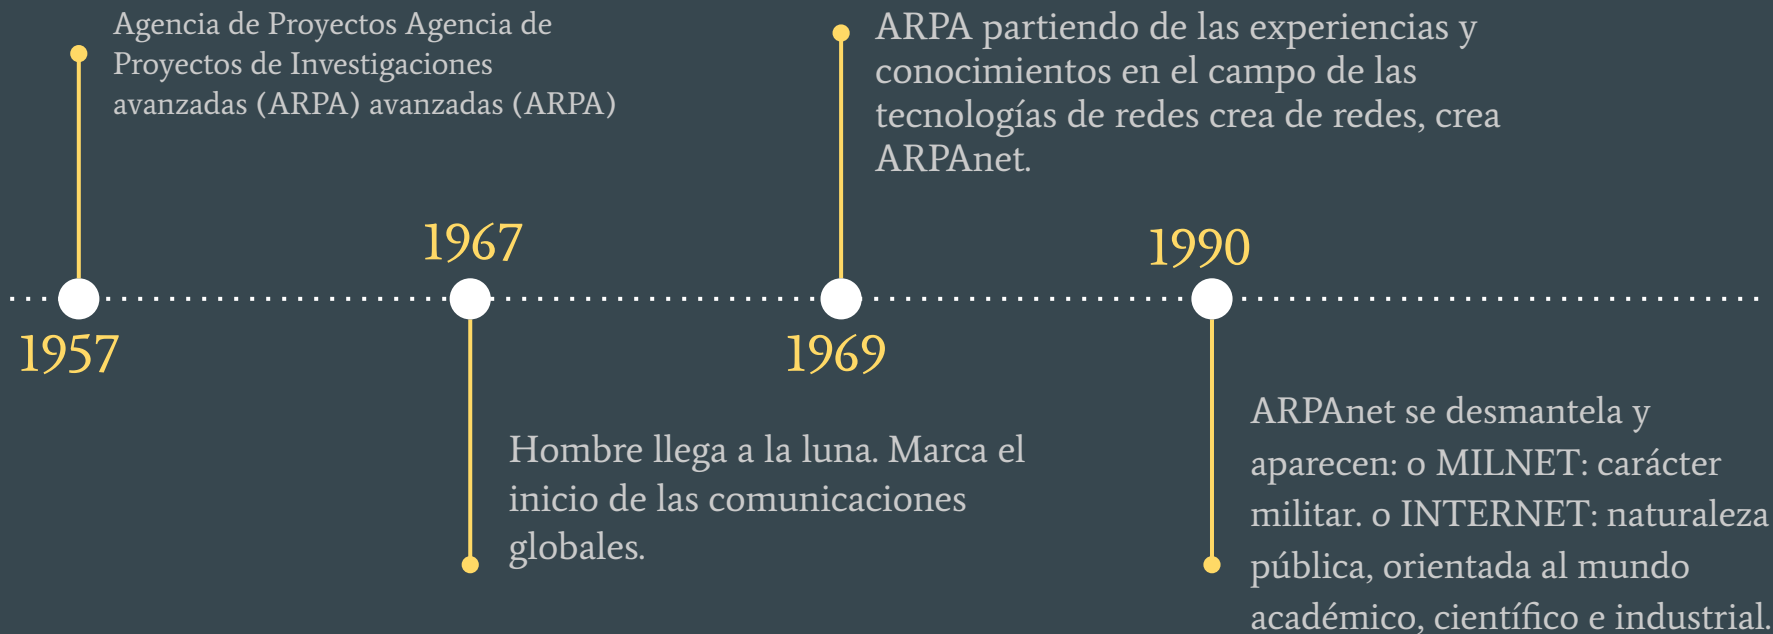 Agencia de Proyectos Agencia de
Proyectos de Investigaciones
avanzadas (ARPA) avanzadas (ARPA)
1957
1967
Hombre llega a la luna. Marca el
inicio de las comunicaciones
globales.
ARPA partiendo de las experiencias y
conocimientos en el campo de las
tecnologías de redes crea de redes, crea
ARPAnet.
1969
1990
ARPAnet se desmantela y
aparecen: o MILNET: carácter
militar. o INTERNET: naturaleza
pública, orientada al mundo
académico, científico e industrial.